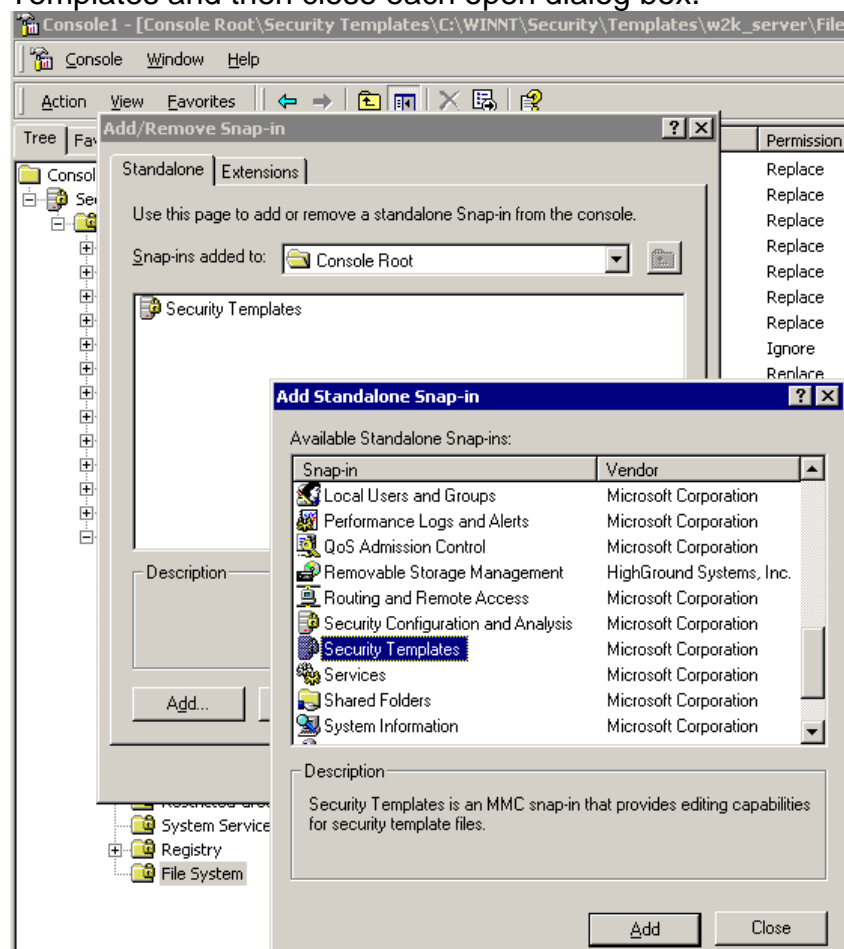 Templates and then close each open dialog box.
Console1 - [Console Root\Security Templates\C:\WINNT\Security\Templates\w2k_server\File
Console Window Help
Action View Favorites
Tree
Add/Remove Snap-in
Permission
Standalone Extensions
Use this page to add or remove a standalone Snap-in from the console.
Snap-ins added to: Console Root
Security Templates
Replace
Replace
Replace
Replace
Replace
Replace
Replace
Ignore
Replace
Add Standalone Snap-in
Available Standalone Snap-ins:
Snap-in Vendor
Local Users and Groups Microsoft Corporation
Performance Logs and Alerts Microsoft Corporation
QoS Admission Control Microsoft Corporation
Removable Storage Management HighGround Systems, Inc.
Routing and Remote Access Microsoft Corporation
Security Configuration and Analysis Microsoft Corporation
Security Templates Microsoft Corporation
Services Microsoft Corporation
Shared Folders Microsoft Corporation
System Information Microsoft Corporation
Description
Add...
Description
Security Templates is an MMC snap-in that provides editing capabilities
for security template files.
System Service
Registry
File System
Add Close